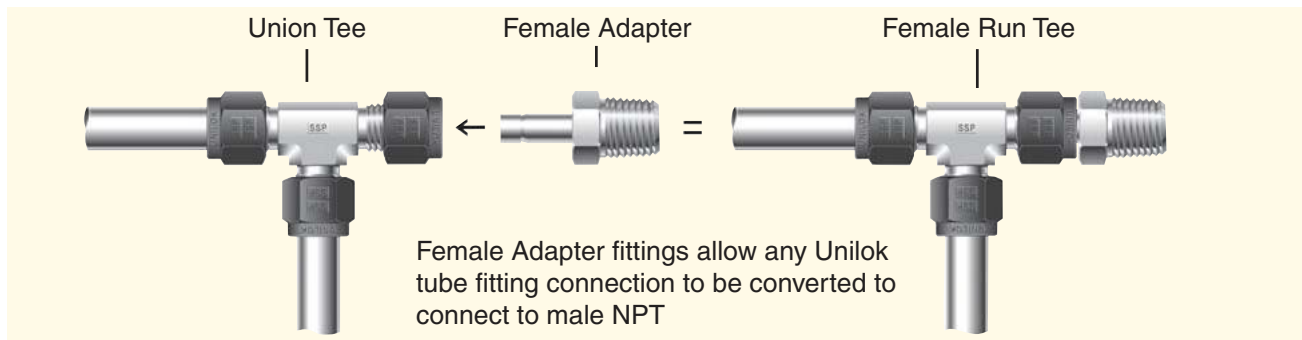 Union Tee
Female Adapter
Female Run Tee
SSP
=
SSP
Female Adapter fittings allow any Unilok
tube fitting connection to be converted to
connect to male NPT